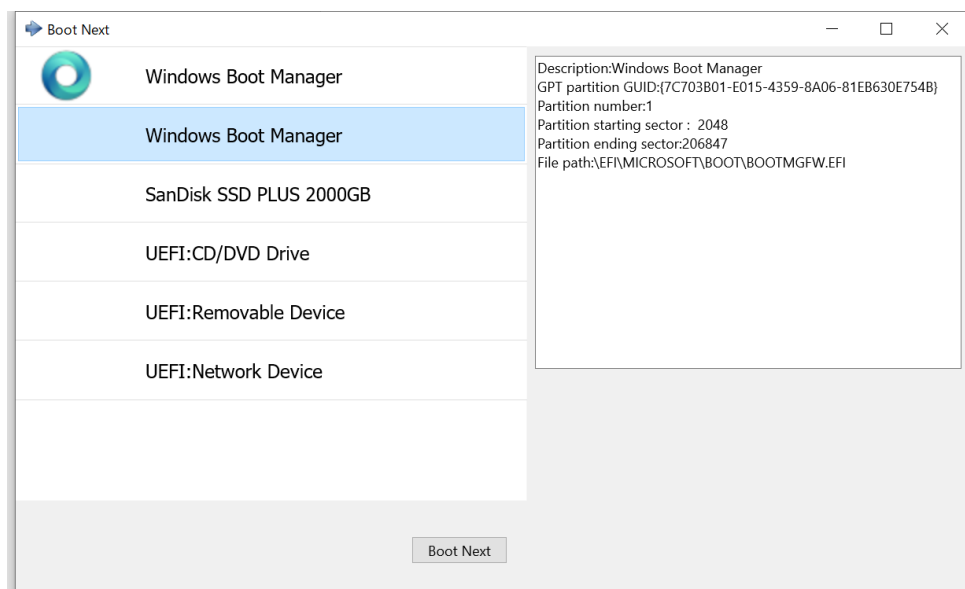 Boot Next
Windows Boot Manager
Windows Boot Manager
SanDisk SSD PLUS 2000GB
UEFI:CD/DVD Drive
UEFI:Removable Device
UEFI:Network Device
Description:Windows Boot Manager
GPT partition GUID:{7C703B01-E015-4359-8A06-81EB630E754B}
Partition number:1
Partition starting sector : 2048
Partition ending sector:206847
File path:\EFI\MICROSOFT\BOOT\BOOTMGFW.EFI
Boot Next